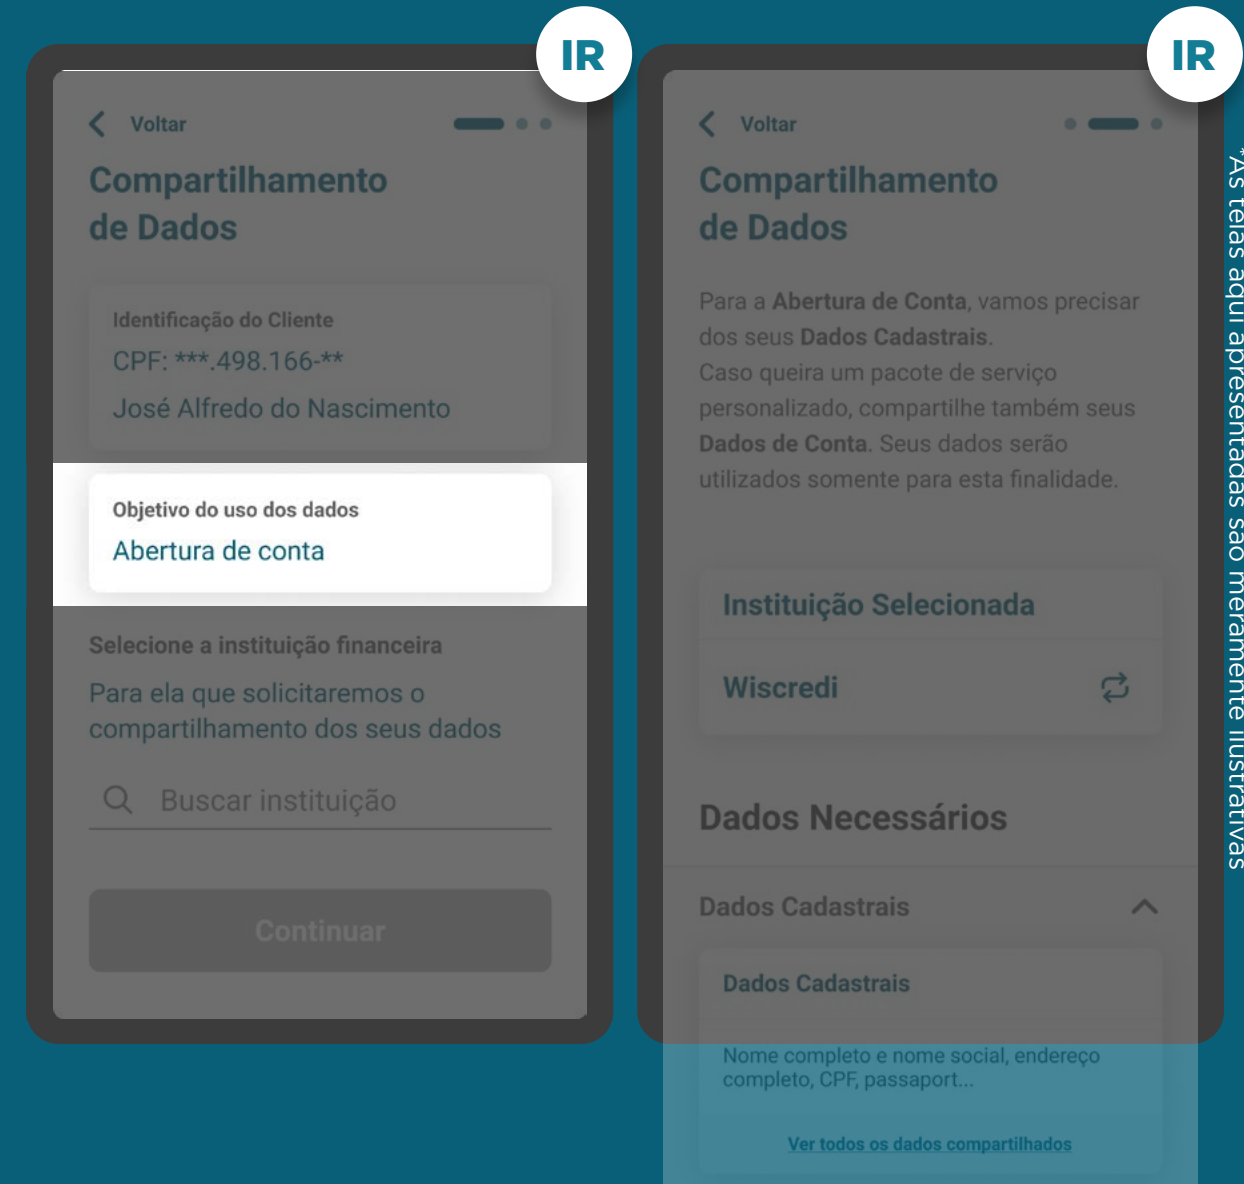 IR
Voltar
Compartilhamento
de Dados
Identificação do Cliente
CPF: ***.498.166-**
José Alfredo do Nascimento
Objetivo do uso dos dados
Abertura de conta
Selecione a instituição financeira
Para ela que solicitaremos o
compartilhamento dos seus dados
Buscar instituição
Continuar
IR
Voltar
Compartilhamento
de Dados
Para a Abertura de Conta, vamos precisar
dos seus Dados Cadastrais.
Caso queira um pacote de serviço
personalizado, compartilhe também seus
Dados de Conta. Seus dados serão
utilizados somente para esta finalidade.
Instituição Selecionada
Wiscredi
Dados Necessários
Dados Cadastrais
Dados Cadastrais
Nome completo e nome social, endereço
completo, CPF, passaport...
Ver todos os dados compartilhados
*As telas aqui apresentadas são meramente ilustrativas